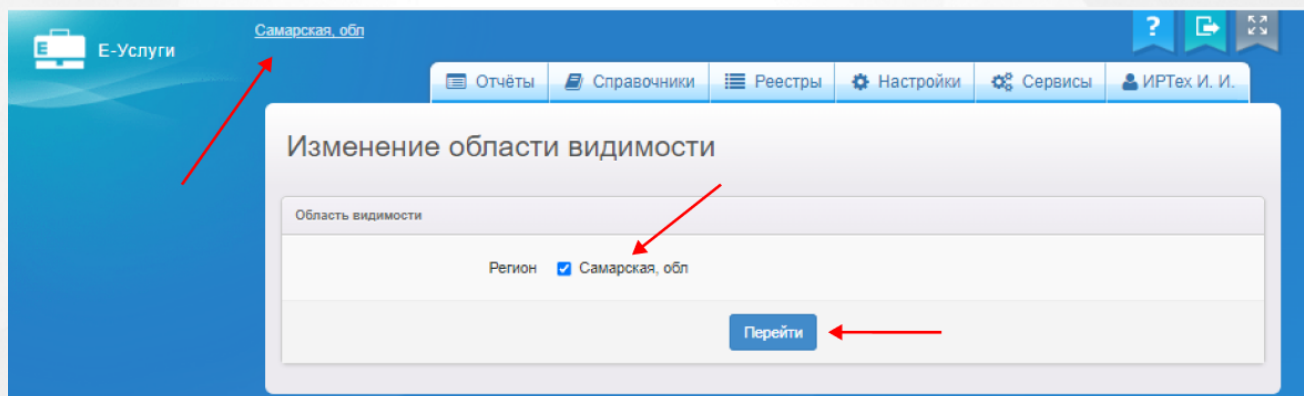 Самарская, обл
?
E
Е-Услуги
Отчёты Справочники Реестры Настройки Сервисы ИРТех И. И.
Изменение области видимости
Область видимости
Регион Самарская, обл
Перейти